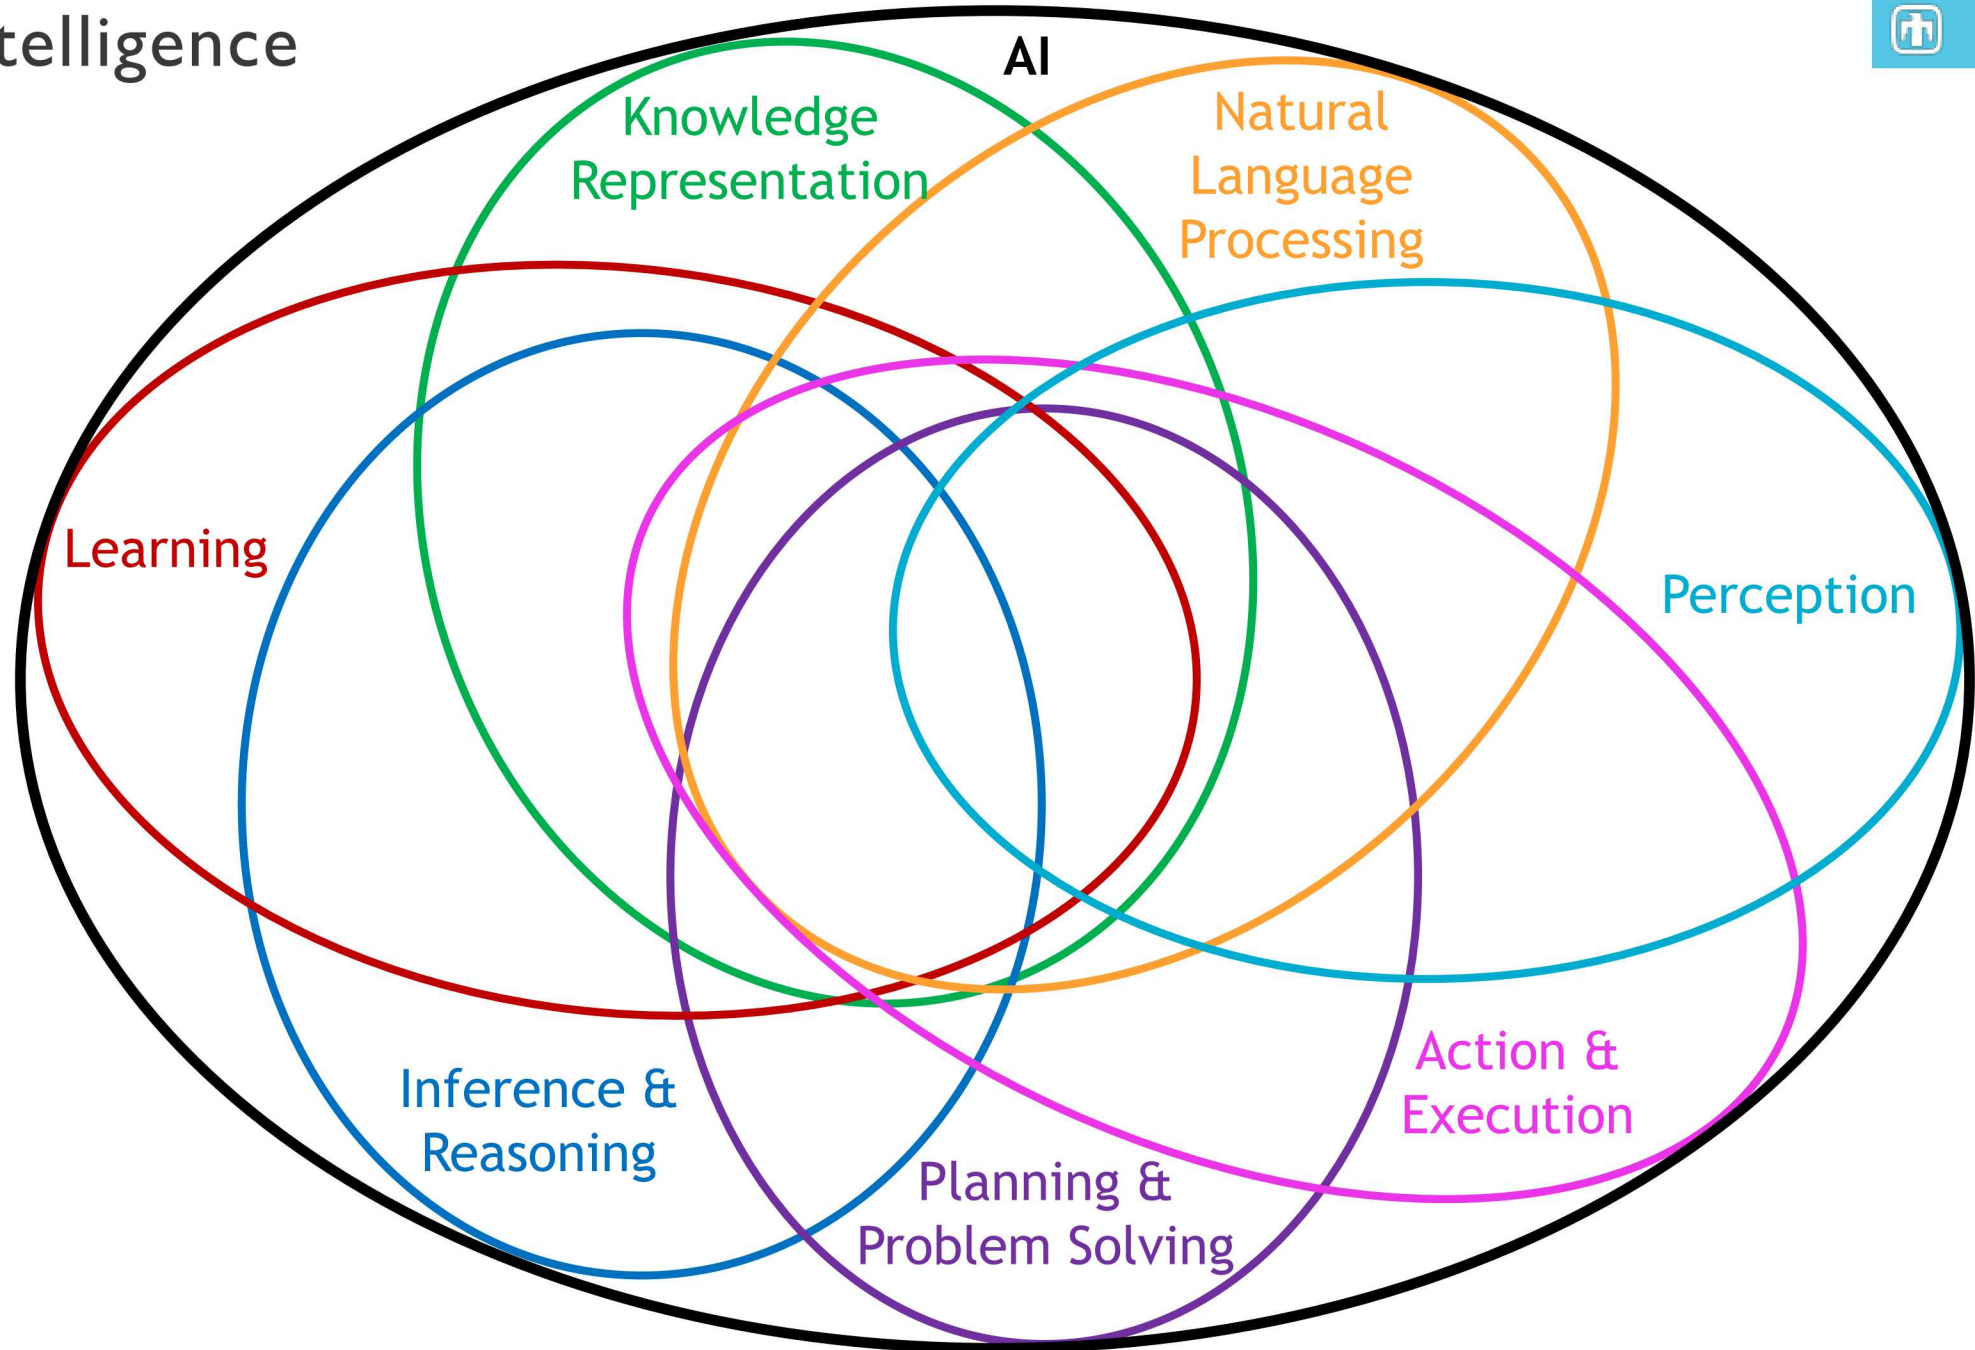 telligence
AI
Knowledge
Representation
Natural
Language
Processing
Learning
Perception
Inference &
Reasoning
Action &
Execution
Planning &
Problem Solving